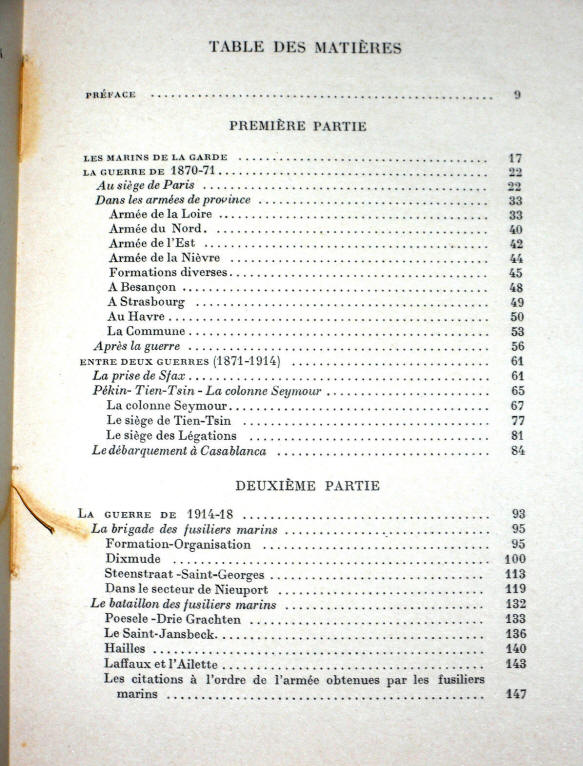 TABLE DES MATIÈRES
PRÉFACE .................................................. 9
PREMIÈRE PARTIE
LES MARINS DE LA GARDE .................................... 17
LA GUERRE DE 1870-71....................................... 22
Au siège de Paris ......................................... 22
Dans les armées de province ............................... 33
Armée de la Loire ......................................... 33
Armée du Nord. ............................................ 40
Armée de l'Est ............................................ 42
Armée de la Nièvre ........................................ 44
Formations diverses........................................ 45
A Besançon ................................................ 48
A Strasbourg .............................................. 49
Au Havre .................................................. 50
La Commune ................................................ 53
Après la guerre ........................................... 56
ENTRE DEUX GUERRES (1871-1914) ............................ 61
La prise de Sfax .......................................... 61
Pékin- Tien-Tsin - La colonne Seymour ..................... 65
La colonne Seymour......................................... 67
Le siège de Tien-Tsin ..................................... 77
Le siège des Légations .................................... 81
Le débarquement à Casablanca .............................. 84
DEUXIÈME PARTIE
LA GUERRE DE 1914-18 ...................................... 93
La brigade des fusiliers marins ........................... 95
Formation-Organisation .................................... 95
Dixmude ................................................... 100
Steenstraat -Saint-Georges ................................ 113
Dans le secteur de Nieuport ............................... 119
Le bataillon des fusiliers marins ......................... 132
Poesele -Drie Grachten .................................... 133
Le Saint-Jansbeck.......................................... 136
Hailles ................................................... 140
Laffaux et l'Ailette ...................................... 143
Les citations à l'ordre de l'armée obtenues par les fusiliers
marins .................................................... 147